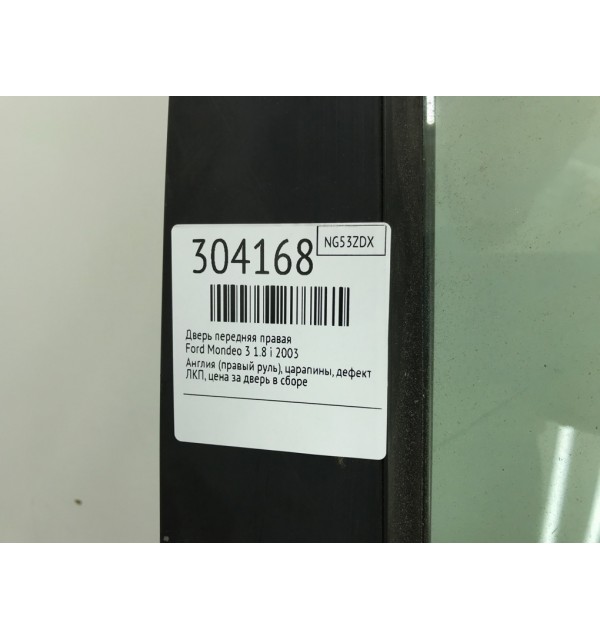 304168
NG53ZDX
Дверь передняя правая
Ford Mondeo 3 1.8 i 2003
Англия (правый руль), царапины, дефект
ЛКП, цена за дверь в сборе